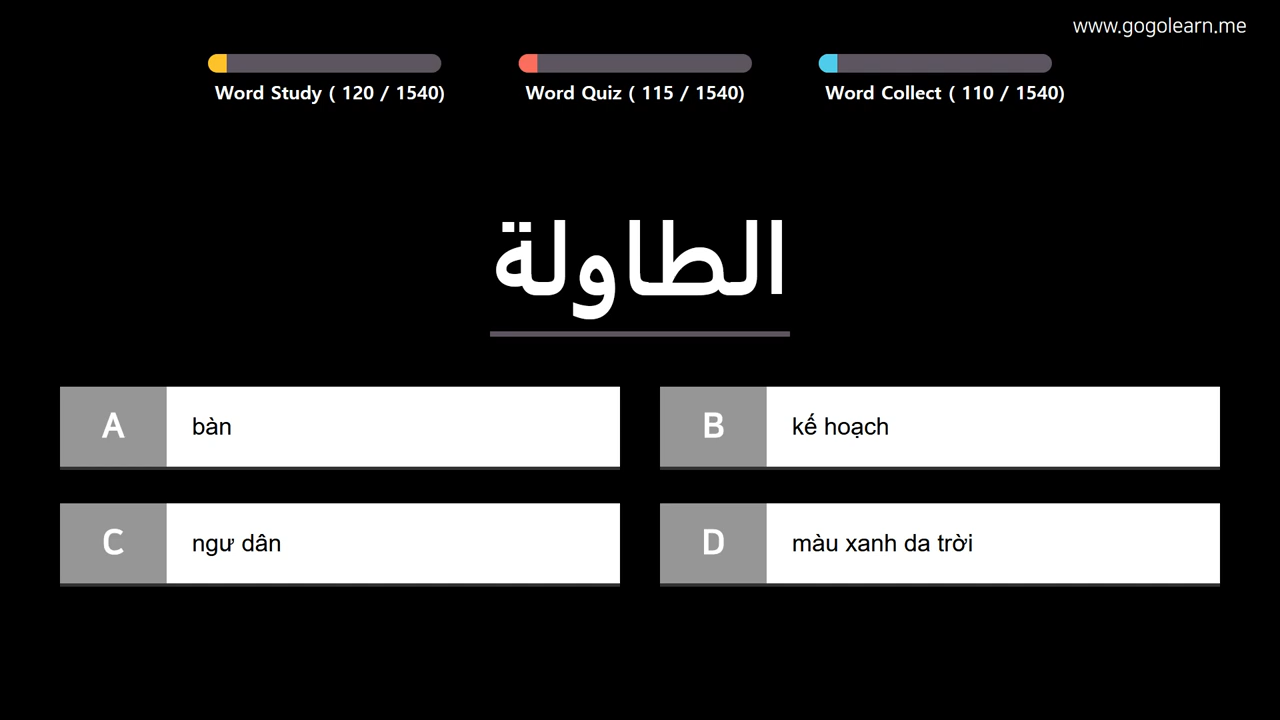 www.gogolearn.me
Word Study ( 120 / 1540)
Word Quiz ( 115 / 1540)
Word Collect ( 110 / 1540)
الطاولة
A bàn
B kế hoạch
C ngư dân
D màu xanh da trời